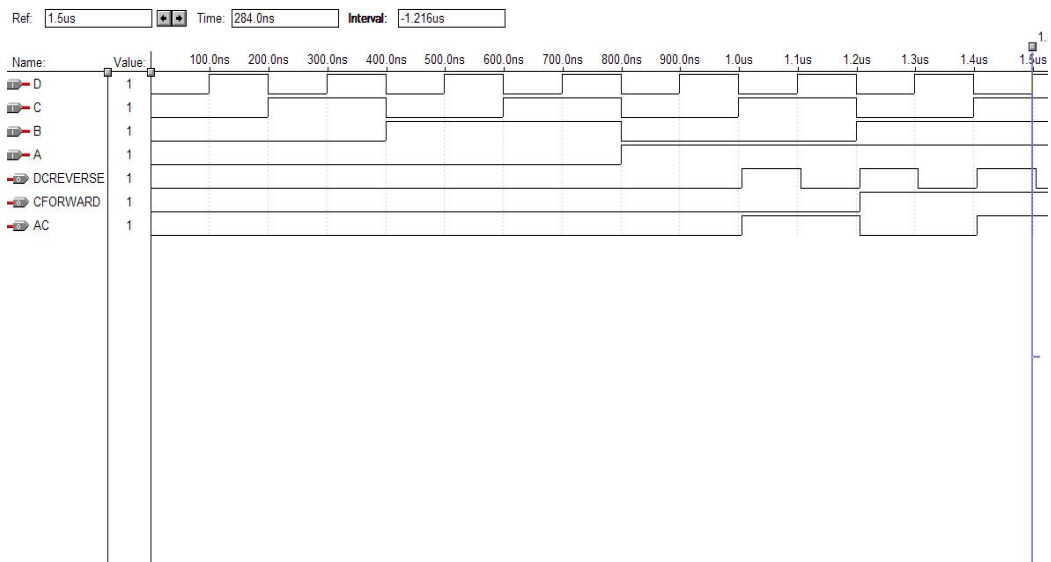 Ref: 1.5us Time: 284.0ns Interval: -1.216us
1.
Name: Value: 100.0ns 200.0ns 300.0ns 400.0ns 500.0ns 600.0ns 700.0ns 800.0ns 900.0ns 1.0us 1.1us 1.2us 1.3us 1.4us 1.5us
D 1
C 1
B 1
A 1
DCREVERSE 1
CFORWARD 1
AC 1